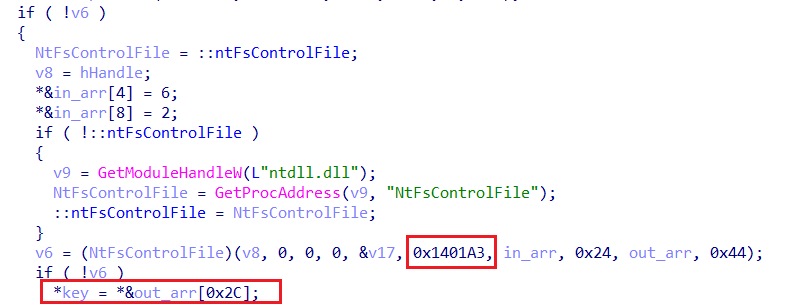 if ( !v6 )
{
NtFsControlFile = ::ntFsControlFile;
v8 = hHandle;
*&in_arr[4] = 6;
*&in_arr[8] = 2;
if ( !::ntFsControlFile )
{
v9 = GetModuleHandleW(L"ntdll.dll");
NtFsControlFile = GetProcAddress(v9, "NtFsControlFile");
::ntFsControlFile = NtFsControlFile;
}
v6 = (NtFsControlFile)(v8, 0, 0, 0, &v17, 0x1401A3, in_arr, 0x24, out_arr, 0x44);
if ( !v6 )
*key = *&out_arr[0x2C];